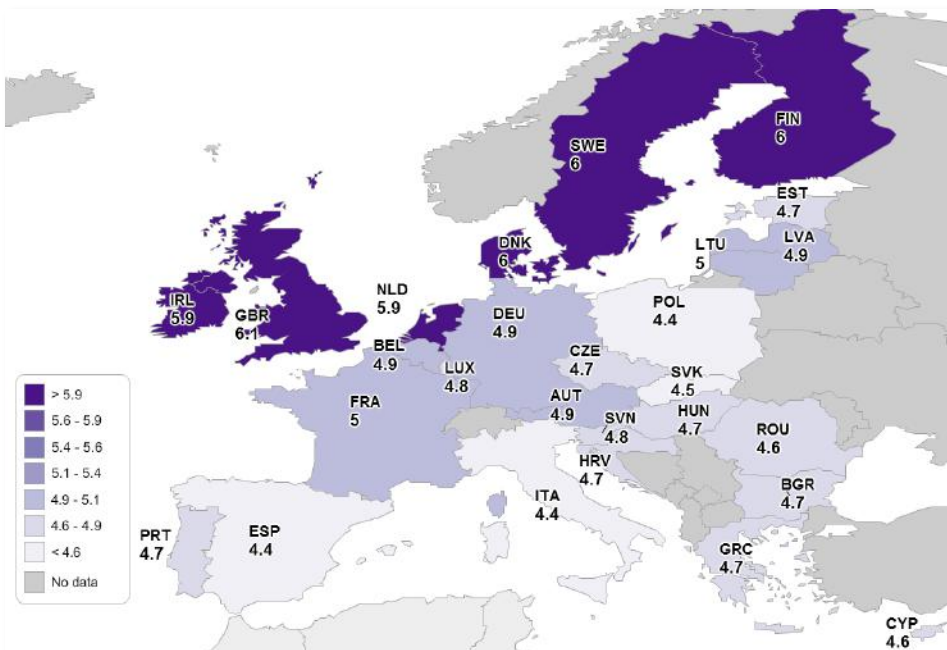 FIN
6
SWE
6
EST
4.7
DNK
6
LTU
5
LVA
4.9
NLD
5.9
IRL
5.9
GBR
6.1
POL
4.4
DEU
4.9
BEL
4.9
CZE
4.7
LUX
4.8
SVK
4.5
FRA
5
AUT
4.9
HUN
4.7
SVN
4.8
ROU
4.6
HRV
4.7
BGR
4.7
ITA
4.4
PRT
4.7
ESP
4.4
GRC
4.7
CYP
4.6
> 5.9
5.6 - 5.9
5.4 - 5.6
5.1 - 5.4
4.9 - 5.1
4.6 - 4.9
< 4.6
No data